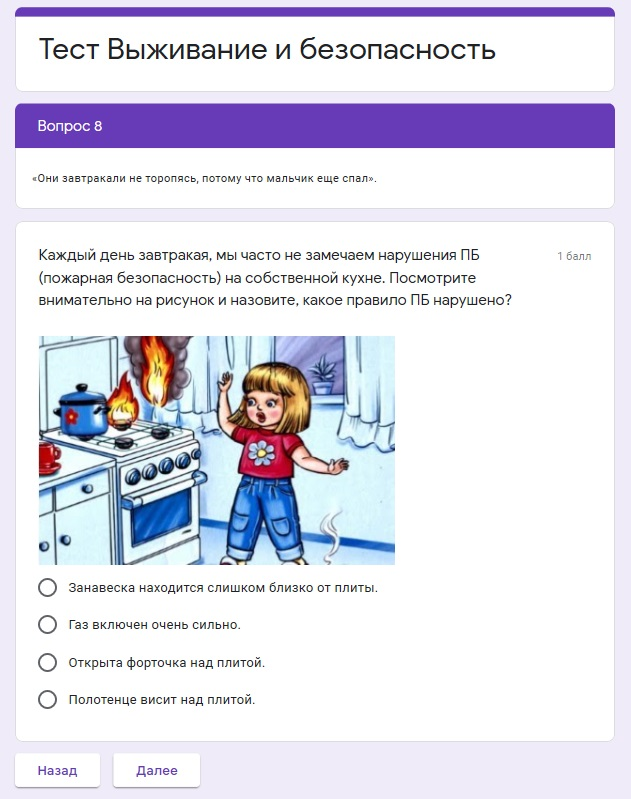 Тест Выживание и безопасность
Вопрос 8
«Они завтракали не торопясь, потому что мальчик еще спал».
Каждый день завтракая, мы часто не замечаем нарушения ПБ
(пожарная безопасность) на собственной кухне. Посмотрите
внимательно на рисунок и назовите, какое правило ПБ нарушено?
1 балл
Занавеска находится слишком близко от плиты.
Газ включен очень сильно.
Открыта форточка над плитой.
Полотенце висит над плитой.
Назад
Далее